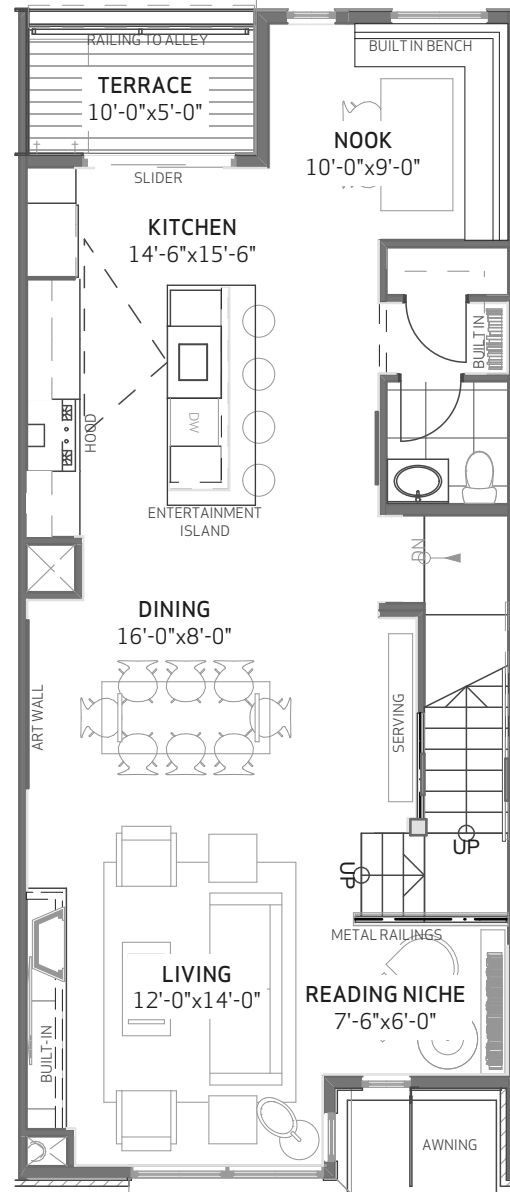 RAILING TO ALLEY
BUILT IN BENCH
TERRACE
10'-0"x5'-0"
NOOK
10'-0"x9'-0"
SLIDER
KITCHEN
14'-6"x15'-6"
BUILT IN
HOOD
DW
ENTERTAINMENT
ISLAND
DN
DINING
16'-0"x8'-0"
ART WALL
SERVING
UP
UP
METAL RAILINGS
LIVING
12'-0"x14'-0"
READING NICHE
7'-6"x6'-0"
BUILT-IN
AWNING